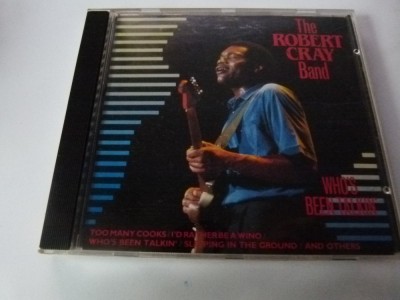 The
ROBERT
CRAY
Band
WHO'S
BEEN TALKIN'
TOO MANY COOKS / I'D RATHER BE A WINO /
WHO'S BEEN TALKIN' / SLEEPING IN THE GROUND / AND OTHERS